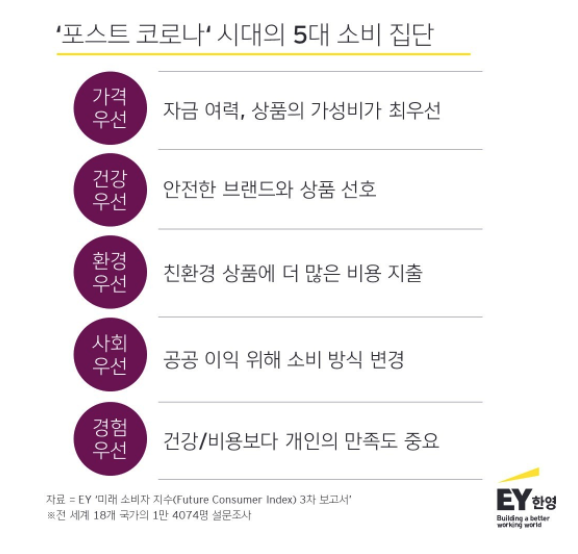 ‘포스트 코로나‘ 시대의 5대 소비 집단
가격
우선
자금 여력, 상품의 가성비가 최우선
건강
우선
안전한 브랜드와 상품 선호
환경
우선
친환경 상품에 더 많은 비용 지출
사회
우선
공공 이익 위해 소비 방식 변경
경험
우선
건강/비용보다 개인의 만족도 중요
자료 = EY ‘미래 소비자 지수(Future Consumer Index) 3차 보고서’
※전 세계 18개 국가의 1만 4074명 설문조사
EY한영
Building a better
working world